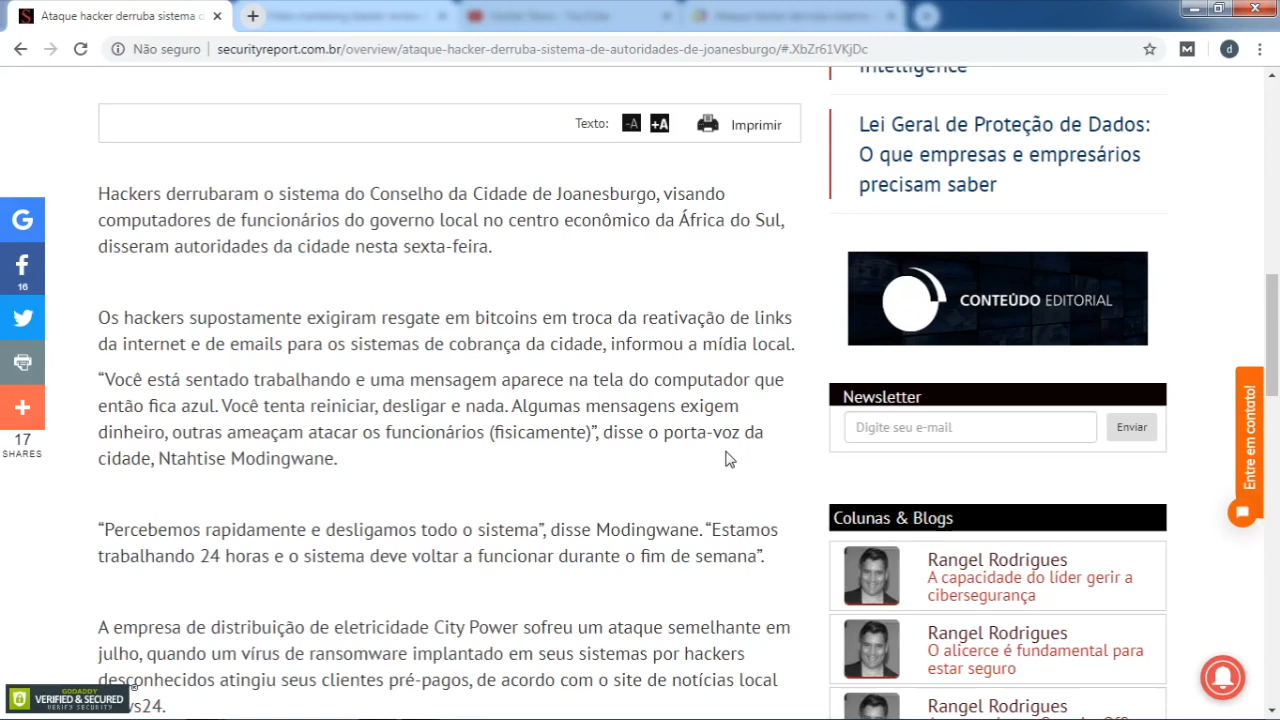 Ataque hacker derruba sistema d
Não seguro
securityreport.com.br/overview/ataque-hacker-derruba-sistema-de-autoridades-de-joanesburgo/#.XbZr61VKjDc
M
d
Texto: -A +A Imprimir
Hackers derrubaram o sistema do Conselho da Cidade de Joanesburgo, visando
computadores de funcionários do governo local no centro econômico da África do Sul,
disseram autoridades da cidade nesta sexta-feira.
Os hackers supostamente exigiram resgate em bitcoins em troca da reativação de links
da internet e de emails para os sistemas de cobrança da cidade, informou a mídia local.
“Você está sentado trabalhando e uma mensagem aparece na tela do computador que
então fica azul. Você tenta reiniciar, desligar e nada. Algumas mensagens exigem
dinheiro, outras ameaçam atacar os funcionários (fisicamente)”, disse o porta-voz da
cidade, Ntahtise Modingwane.
“Percebemos rapidamente e desligamos todo o sistema”, disse Modingwane. “Estamos
trabalhando 24 horas e o sistema deve voltar a funcionar durante o fim de semana”.
A empresa de distribuição de eletricidade City Power sofreu um ataque semelhante em
julho, quando um vírus de ransomware implantado em seus sistemas por hackers
desconhecidos atingiu seus clientes pré-pagos, de acordo com o site de notícias local
s24.
G
f
16
17
SHARES
GODADDY
VERIFIED & SECURED
VERIFY SECURITY
Intelligence
Lei Geral de Proteção de Dados:
O que empresas e empresários
precisam saber
CONTEÚDO EDITORIAL
Newsletter
Digite seu e-mail
Enviar
Entre em contato!
Colunas & Blogs
Rangel Rodrigues
A capacidade do líder gerir a
cibersegurança
Rangel Rodrigues
O alicerce é fundamental para
estar seguro
Rangel Rodrigues